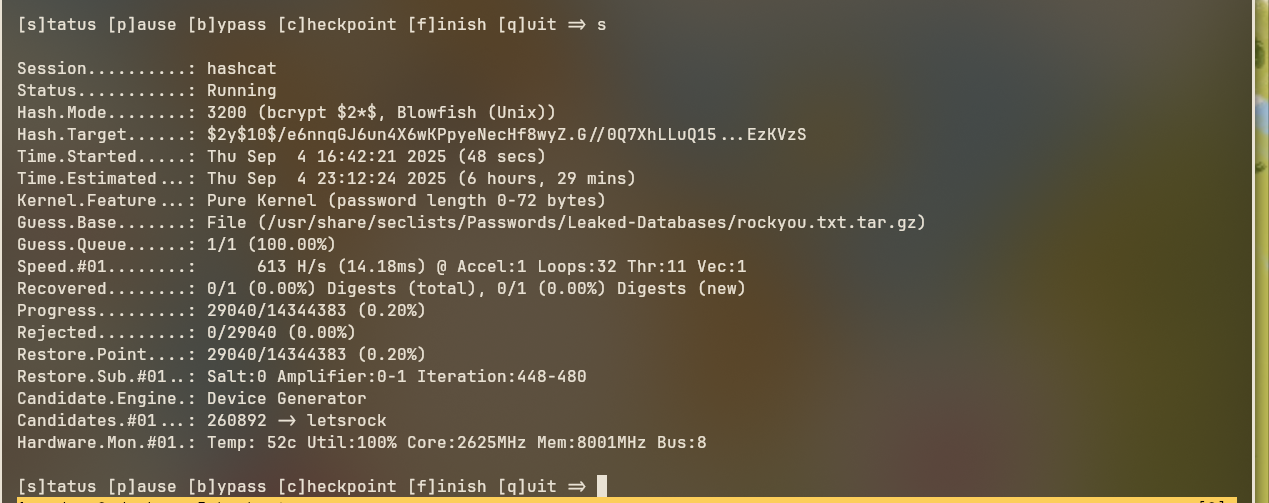 [s]tatus [p]ause [b]ypass [c]heckpoint [f]inish [q]uit => s
Session..........: hashcat
Status...........: Running
Hash.Mode........: 3200 (bcrypt $2*$, Blowfish (Unix))
Hash.Target......: $2y$10$/e6nnqGJ6un4X6wKPpyeNecHf8wyZ.G//0Q7XhLLuQ15...EzKVzS
Time.Started.....: Thu Sep  4 16:42:21 2025 (48 secs)
Time.Estimated...: Thu Sep  4 23:12:24 2025 (6 hours, 29 mins)
Kernel.Feature...: Pure Kernel (password length 0-72 bytes)
Guess.Base.......: File (/usr/share/seclists/Passwords/Leaked-Databases/rockyou.txt.tar.gz)
Guess.Queue......: 1/1 (100.00%)
Speed.#01........:      613 H/s (14.18ms) @ Accel:1 Loops:32 Thr:11 Vec:1
Recovered........: 0/1 (0.00%) Digests (total), 0/1 (0.00%) Digests (new)
Progress.........: 29040/14344383 (0.20%)
Rejected.........: 0/29040 (0.00%)
Restore.Point....: 29040/14344383 (0.20%)
Restore.Sub.#01..: Salt:0 Amplifier:0-1 Iteration:448-480
Candidate.Engine.: Device Generator
Candidates.#01...: 260892 -> letsrock
Hardware.Mon.#01.: Temp: 52c Util:100% Core:2625MHz Mem:8001MHz Bus:8
[s]tatus [p]ause [b]ypass [c]heckpoint [f]inish [q]uit =>